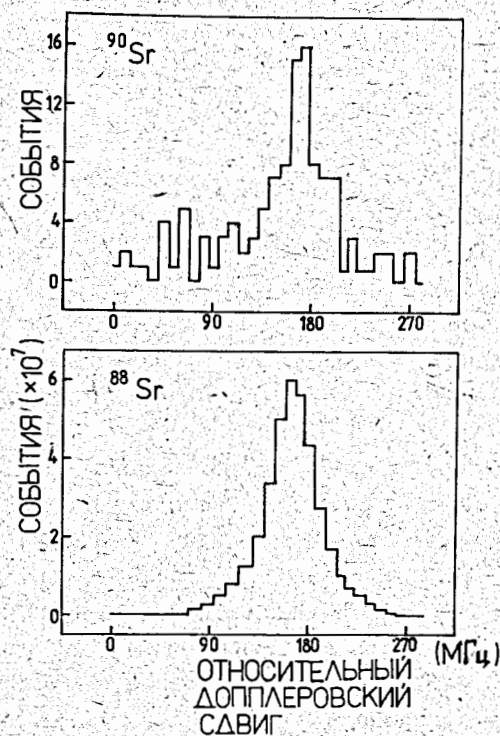 ⁹⁰Sr
16
12
8
4
0
СОБЫТИЯ
0 90 180 270
⁸⁸Sr
6
4
2
0
СОБЫТИЯ (×10⁷)
0 90 180 270 (МГц)
ОТНОСИТЕЛЬНЫЙ
ДОППЛЕРОВСКИЙ
СДВИГ